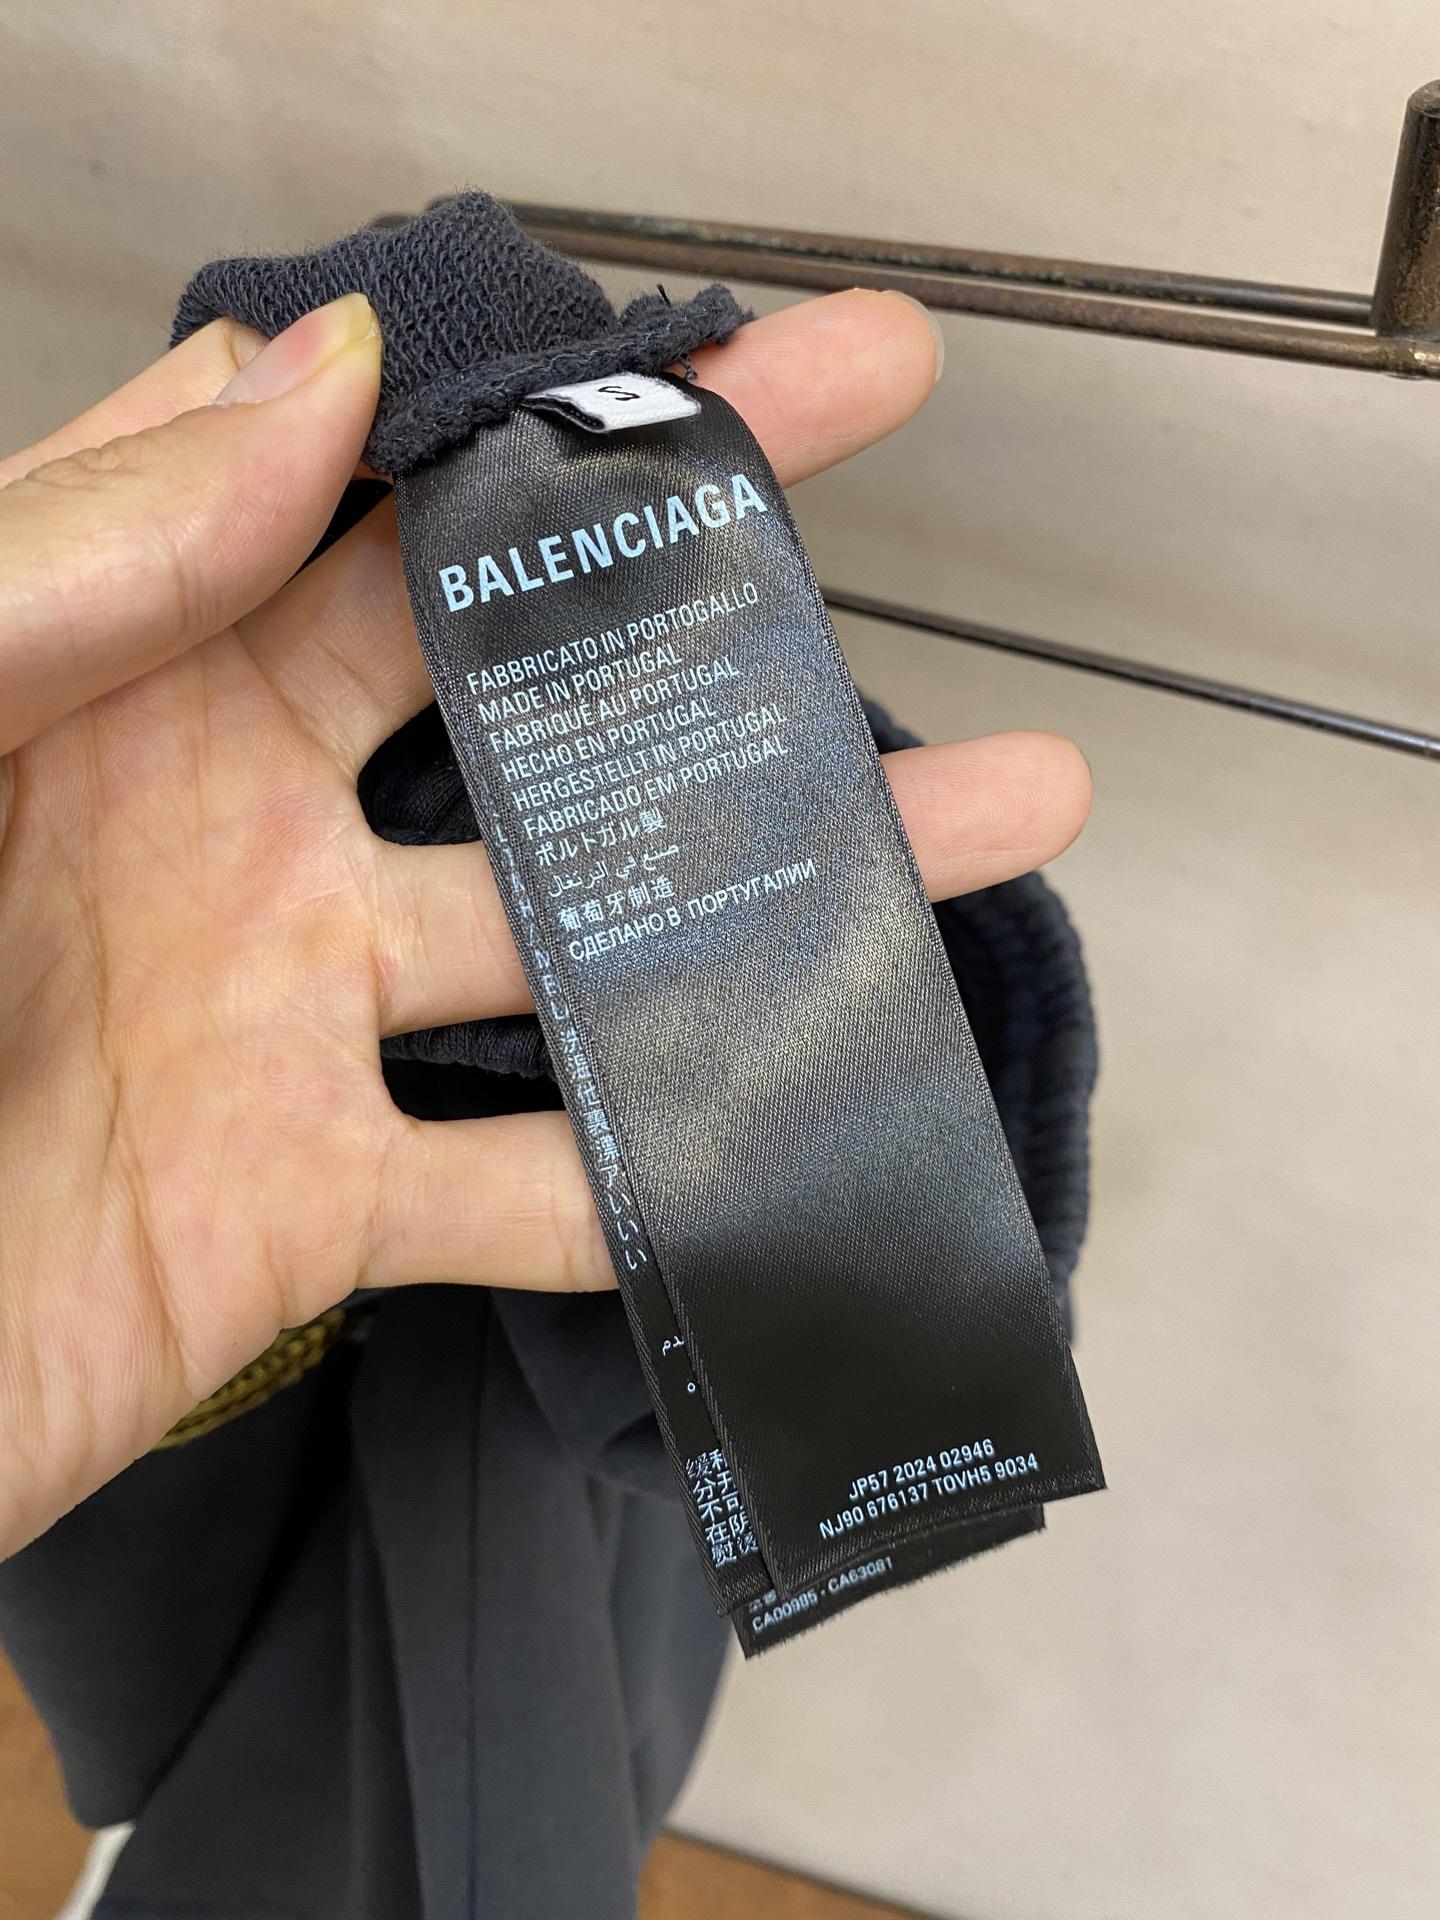 S
BALENCIAGA
FABBRICATO IN PORTOGALLO
MADE IN PORTUGAL
FABRIQUÉ AU PORTUGAL
HECHO EN PORTUGAL
HERGESTELLT IN PORTUGAL
FABRICADO EM PORTUGAL
ポルトガル製
صنع في البرتغال
葡萄牙制造
СДЕЛАНО В ПОРТУГАЛИИ
JP57 2024 02946
NJ90 676137 TOVH5 9034
CA00985 - CA63081